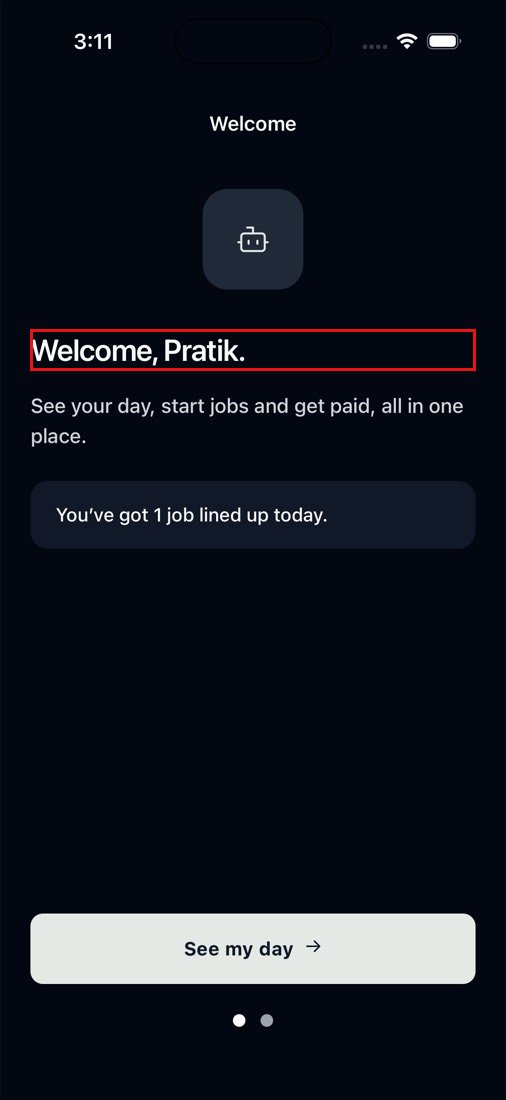 3:11
Welcome
Welcome, Pratik.
See your day, start jobs and get paid, all in one
place.
You’ve got 1 job lined up today.
See my day →